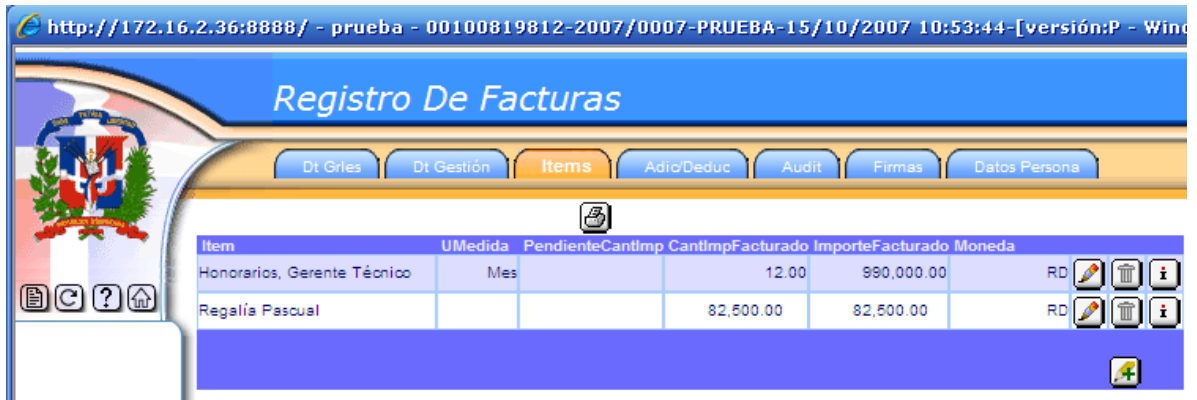 http://172.16.2.36:8888/ - prueba - 00100819812-2007/0007-PRUEBA-15/10/2007 10:53:44-[versión:P - Wind
Registro De Facturas
Dt Grles Dt Gestión Items Adio/Deduc Audit Firmas Datos Persona
Item UMedida PendienteCantImp CantImpFacturado ImporteFacturado Moneda
Honorarios, Gerente Técnico Mes 12.00 990,000.00 RD
Regalía Pascual 82,500.00 82,500.00 RD